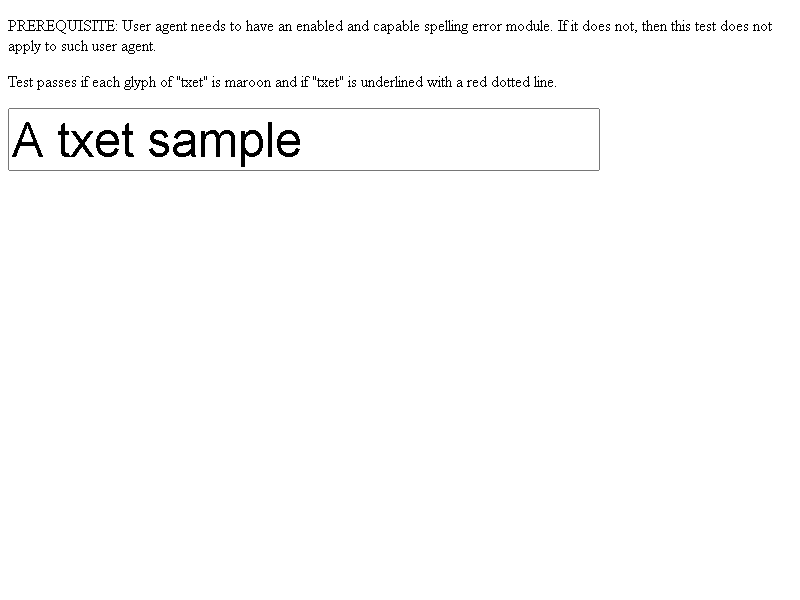 PREREQUISITE: User agent needs to have an enabled and capable spelling error module. If it does not, then this test does not
apply to such user agent.
Test passes if each glyph of "txet" is maroon and if "txet" is underlined with a red dotted line.
A txet sample